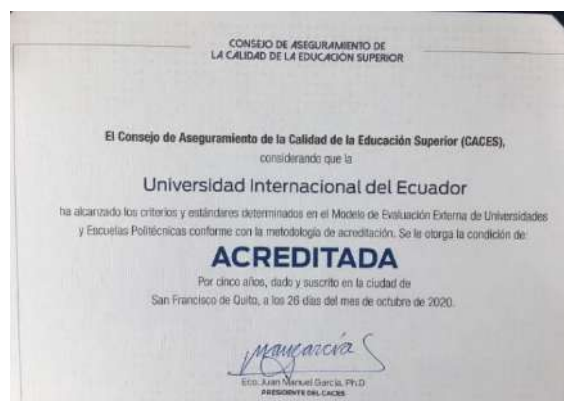 CONSEJO DE ASEGURAMIENTO DE
LA CALIDAD DE LA EDUCACIÓN SUPERIOR
El Consejo de Aseguramiento de la Calidad de la Educación Superior (CACES),
considerando que la
Universidad Internacional del Ecuador
ha alcanzado los criterios y estándares determinados en el Modelo de Evaluación Externa de Universidades
y Escuelas Politécnicas conforme con la metodología de acreditación. Se le otorga la condición de:
ACREDITADA
Por cinco años, dado y suscrito en la ciudad de
San Francisco de Quito, a los 26 días del mes de octubre de 2020.
Eco. Juan Manuel García, Ph.D
PRESIDENTE DEL CACES